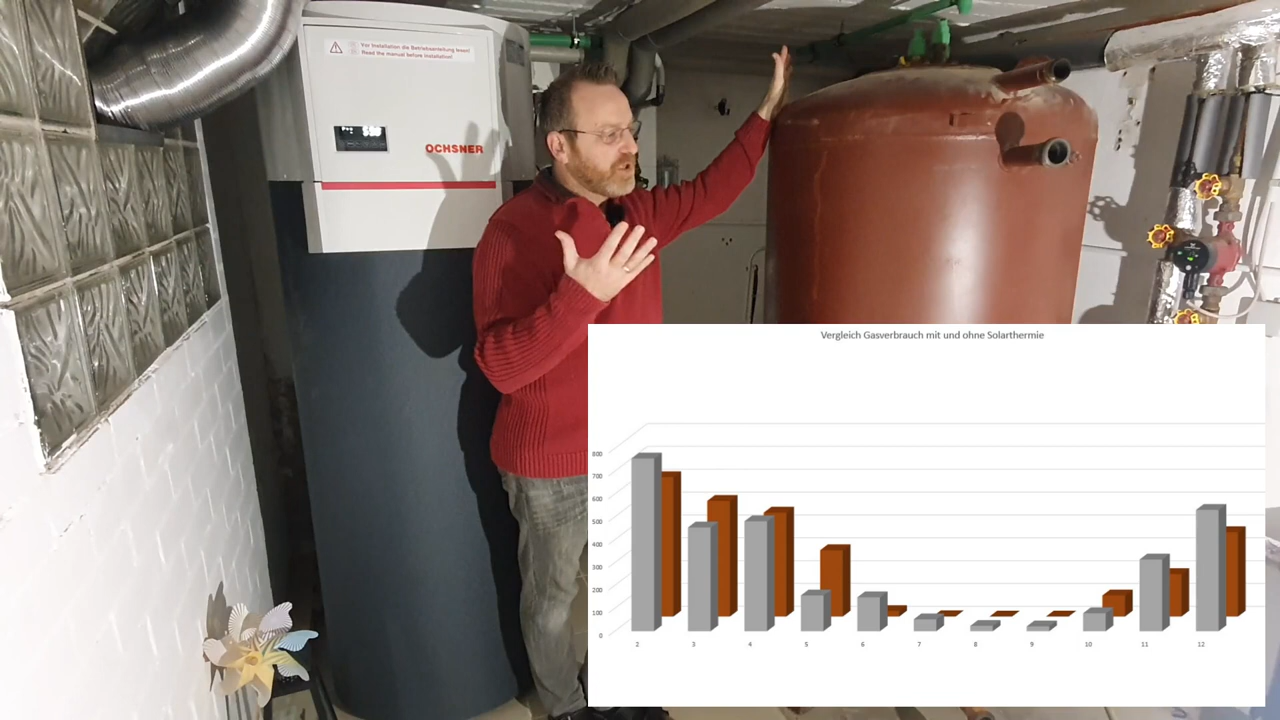 Vor Installation die Betriebsanleitung lesen!
Read the manual before installation!
OCHSNER
Vergleich Gasverbrauch mit und ohne Solarthermie
800
700
600
500
400
300
200
100
0
2 3 4 5 6 7 8 9 10 11 12